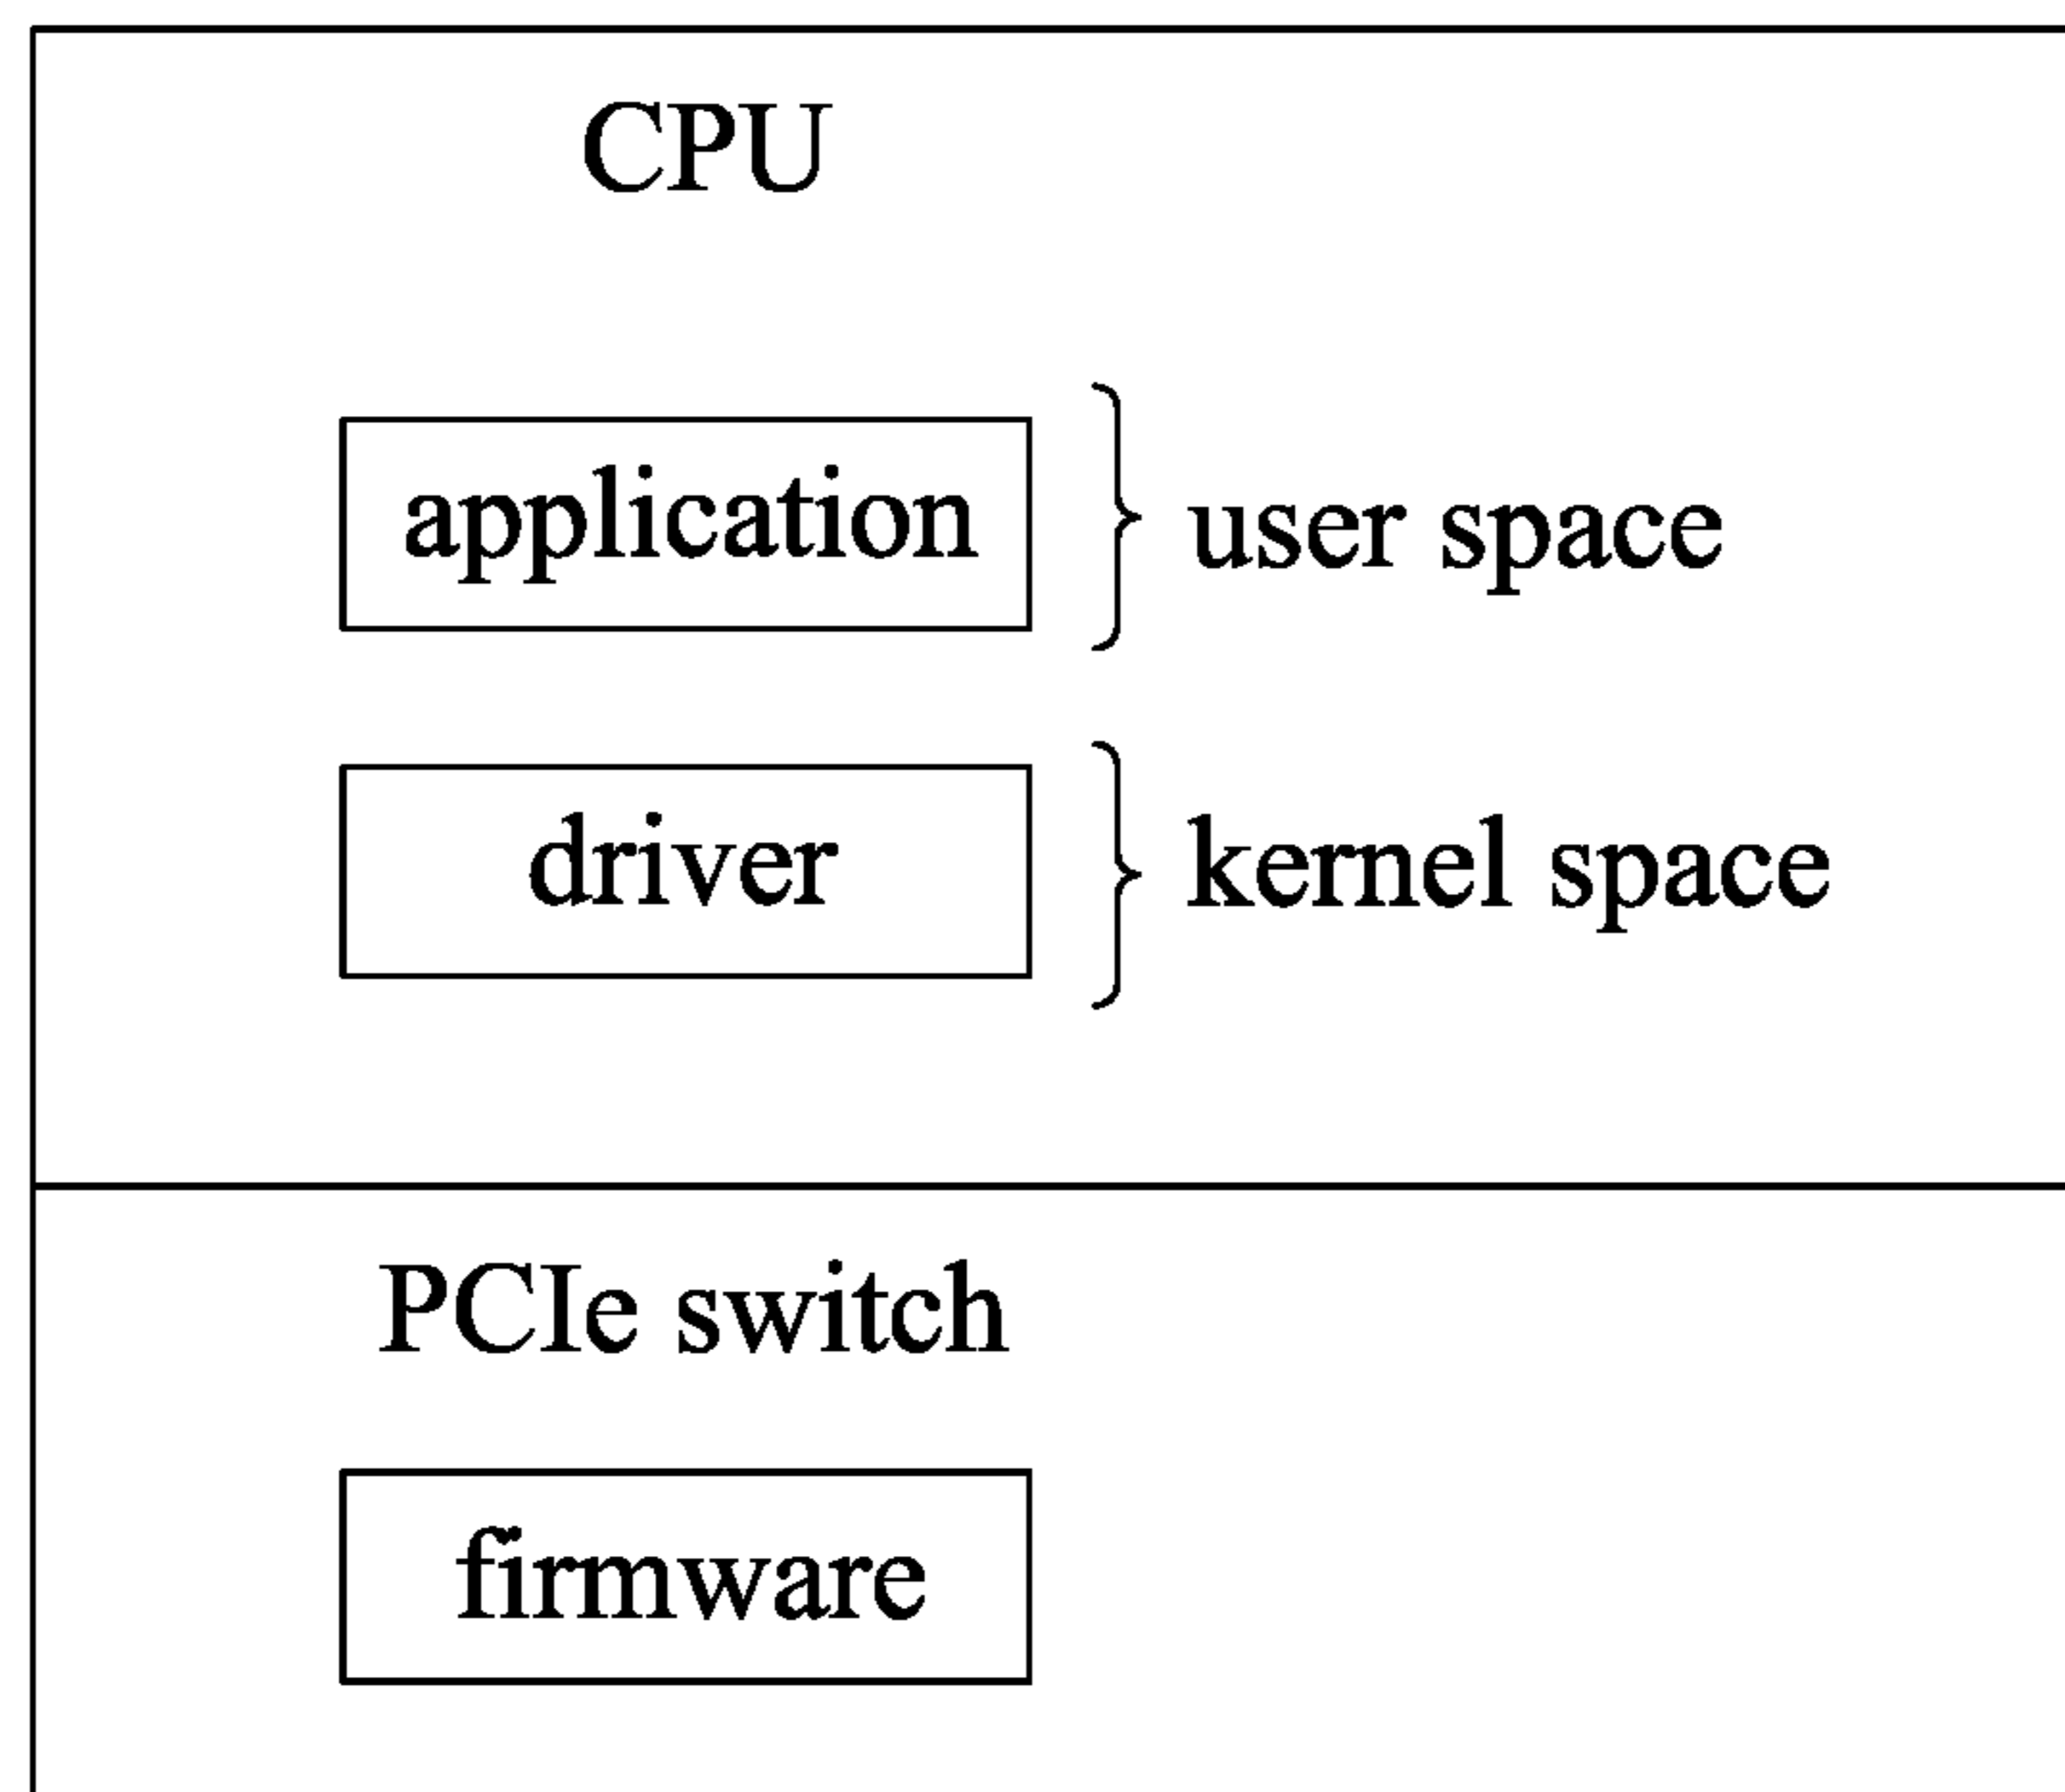 CPU
application
user space
driver
kernel space
PCIe switch
firmware